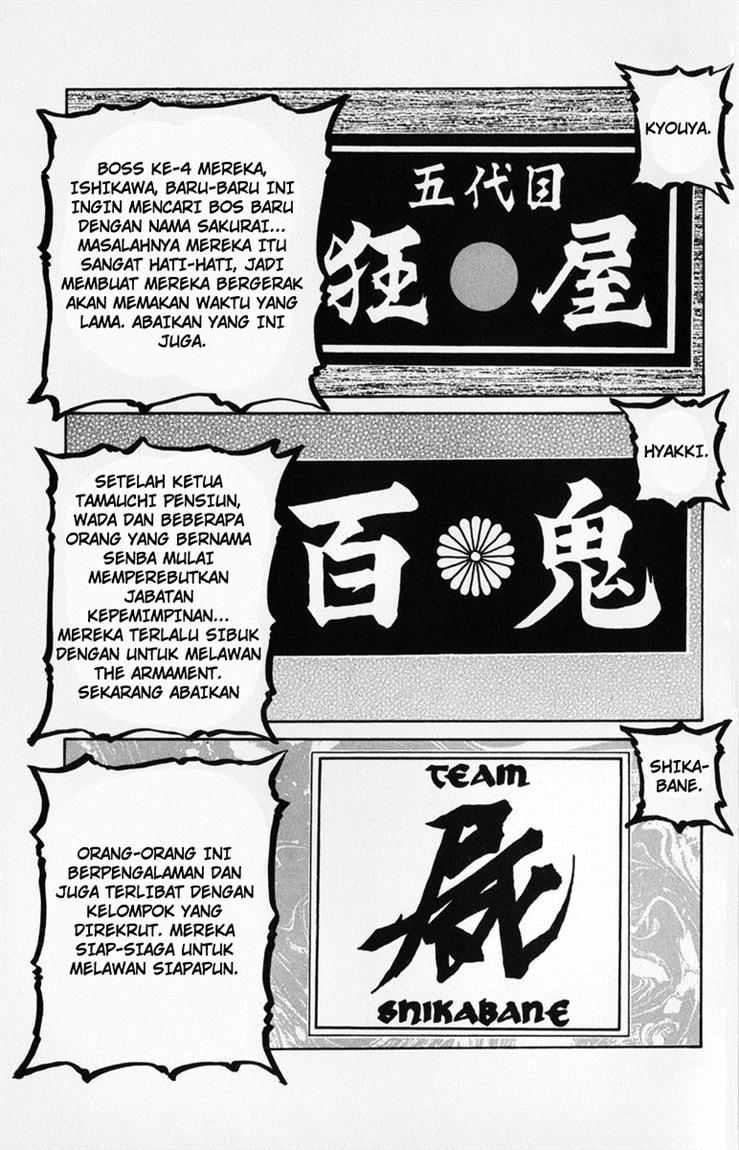 KYOUYA.
BOSS KE-4 MEREKA,
ISHIKAWA, BARU-BARU INI
INGIN MENCARI BOS BARU
DENGAN NAMA SAKURAI...
MASALAHNYA MEREKA ITU
SANGAT HATI-HATI, JADI
MEMBUAT MEREKA BERGERAK
AKAN MEMAKAN WAKTU YANG
LAMA. ABAIKAN YANG INI
JUGA.
五代目
狂屋
HYAKKI.
SETELAH KETUA
TAMAUCHI PENSIUN,
WADA DAN BEBERAPA
ORANG YANG BERNAMA
SENBA MULAI
MEMPEREBUTKAN
JABATAN
KEPEMIMPINAN...
MEREKA TERLALU SIBUK
DENGAN UNTUK MELAWAN
THE ARMAMENT.
SEKARANG ABAIKAN
百鬼
SHIKA-
BANE.
ORANG-ORANG INI
BERPENGALAMAN DAN
JUGA TERLIBAT DENGAN
KELOMPOK YANG
DIREKRUT. MEREKA
SIAP-SIAGA UNTUK
MELAWAN SIAPAPUN.
TEAM
屍
SHIKABANE